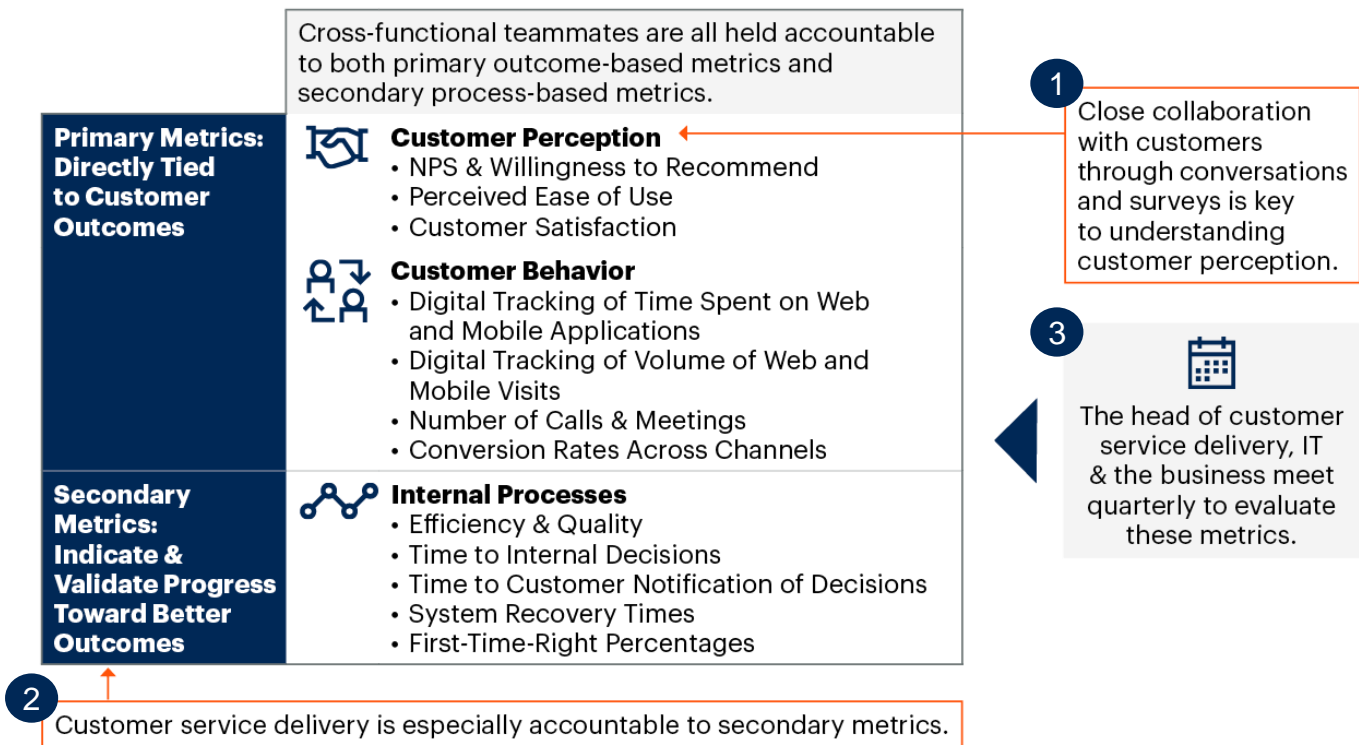 Cross-functional teammates are all held accountable
to both primary outcome-based metrics and
secondary process-based metrics.
Primary Metrics:
Directly Tied
to Customer
Outcomes
Customer Perception
• NPS & Willingness to Recommend
• Perceived Ease of Use
• Customer Satisfaction
Customer Behavior
• Digital Tracking of Time Spent on Web
and Mobile Applications
• Digital Tracking of Volume of Web and
Mobile Visits
• Number of Calls & Meetings
• Conversion Rates Across Channels
Secondary
Metrics:
Indicate &
Validate Progress
Toward Better
Outcomes
Internal Processes
• Efficiency & Quality
• Time to Internal Decisions
• Time to Customer Notification of Decisions
• System Recovery Times
• First-Time-Right Percentages
1
Close collaboration
with customers
through conversations
and surveys is key
to understanding
customer perception.
3
The head of customer
service delivery, IT
& the business meet
quarterly to evaluate
these metrics.
2
Customer service delivery is especially accountable to secondary metrics.